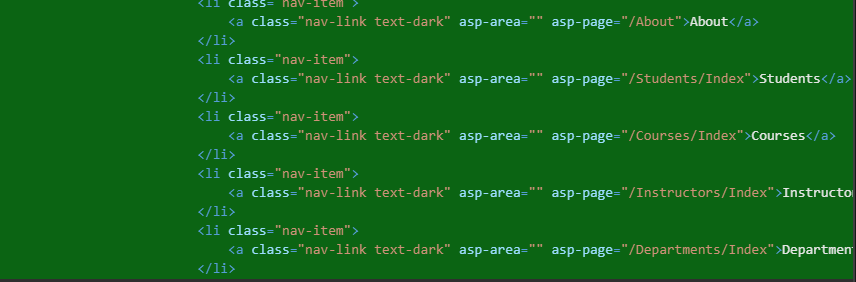 <li class="nav-item">
<a class="nav-link text-dark" asp-area="" asp-page="/About">About</a>
</li>
<li class="nav-item">
<a class="nav-link text-dark" asp-area="" asp-page="/Students/Index">Students</a>
</li>
<li class="nav-item">
<a class="nav-link text-dark" asp-area="" asp-page="/Courses/Index">Courses</a>
</li>
<li class="nav-item">
<a class="nav-link text-dark" asp-area="" asp-page="/Instructors/Index">Instructo
</li>
<li class="nav-item">
<a class="nav-link text-dark" asp-area="" asp-page="/Departments/Index">Department
</li>